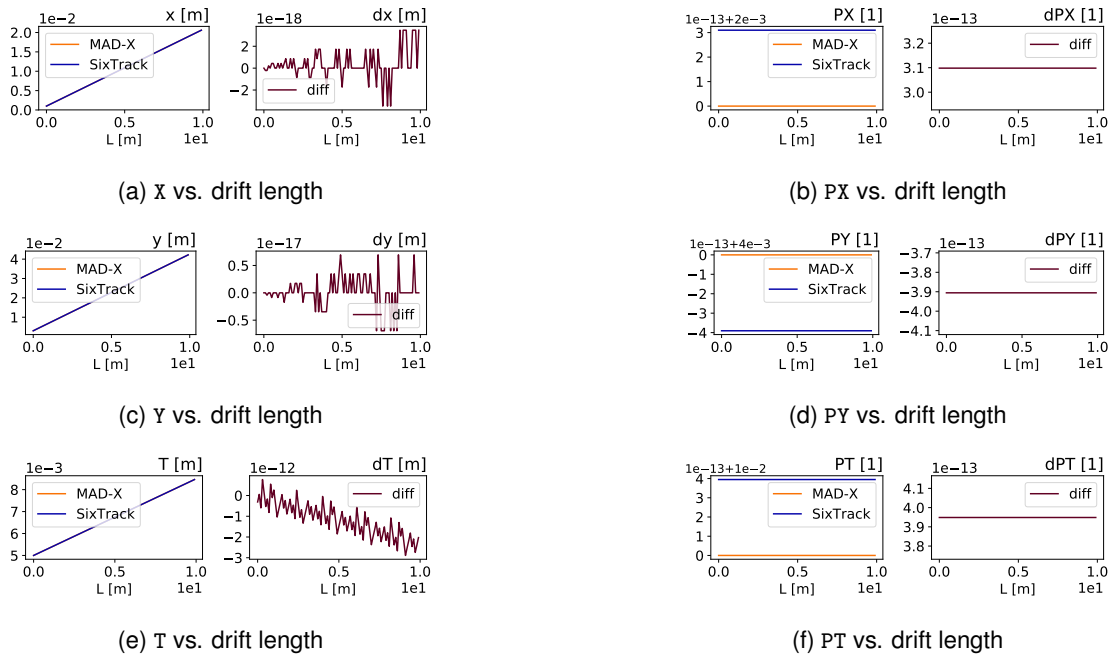 1e−2 x [m] 1e−18 dx [m] 1e−13+2e−3 PX [1] 1e−13 dPX [1]
2.0 1.5 1.0 0.5 0.0
MAD-X
SixTrack
2 0 −2
diff
3 2 1 0
MAD-X
SixTrack
3.2 3.1 3.0
diff
0.0 0.5 1.0 0.0 0.5 1.0 0.0 0.5 1.0 0.0 0.5 1.0
L [m] 1e1 L [m] 1e1 L [m] 1e1 L [m] 1e1
(a) X vs. drift length (b) PX vs. drift length
1e−2 y [m] 1e−17 dy [m] 1e−13+4e−3 PY [1] 1e−13 dPY [1]
4 3 2 1
MAD-X
SixTrack
0.5 0.0 −0.5
diff
0 −1 −2 −3 −4
MAD-X
SixTrack
−3.7 −3.8 −3.9 −4.0 −4.1
diff
0.0 0.5 1.0 0.0 0.5 1.0 0.0 0.5 1.0 0.0 0.5 1.0
L [m] 1e1 L [m] 1e1 L [m] 1e1 L [m] 1e1
(c) Y vs. drift length (d) PY vs. drift length
1e−3 T [m] 1e−12 dT [m] 1e−13+1e−2 PT [1] 1e−13 dPT [1]
8 7 6 5
MAD-X
SixTrack
0 −1 −2 −3
diff
4 3 2 1 0
MAD-X
SixTrack
4.1 4.0 3.9 3.8
diff
0.0 0.5 1.0 0.0 0.5 1.0 0.0 0.5 1.0 0.0 0.5 1.0
L [m] 1e1 L [m] 1e1 L [m] 1e1 L [m] 1e1
(e) T vs. drift length (f) PT vs. drift length